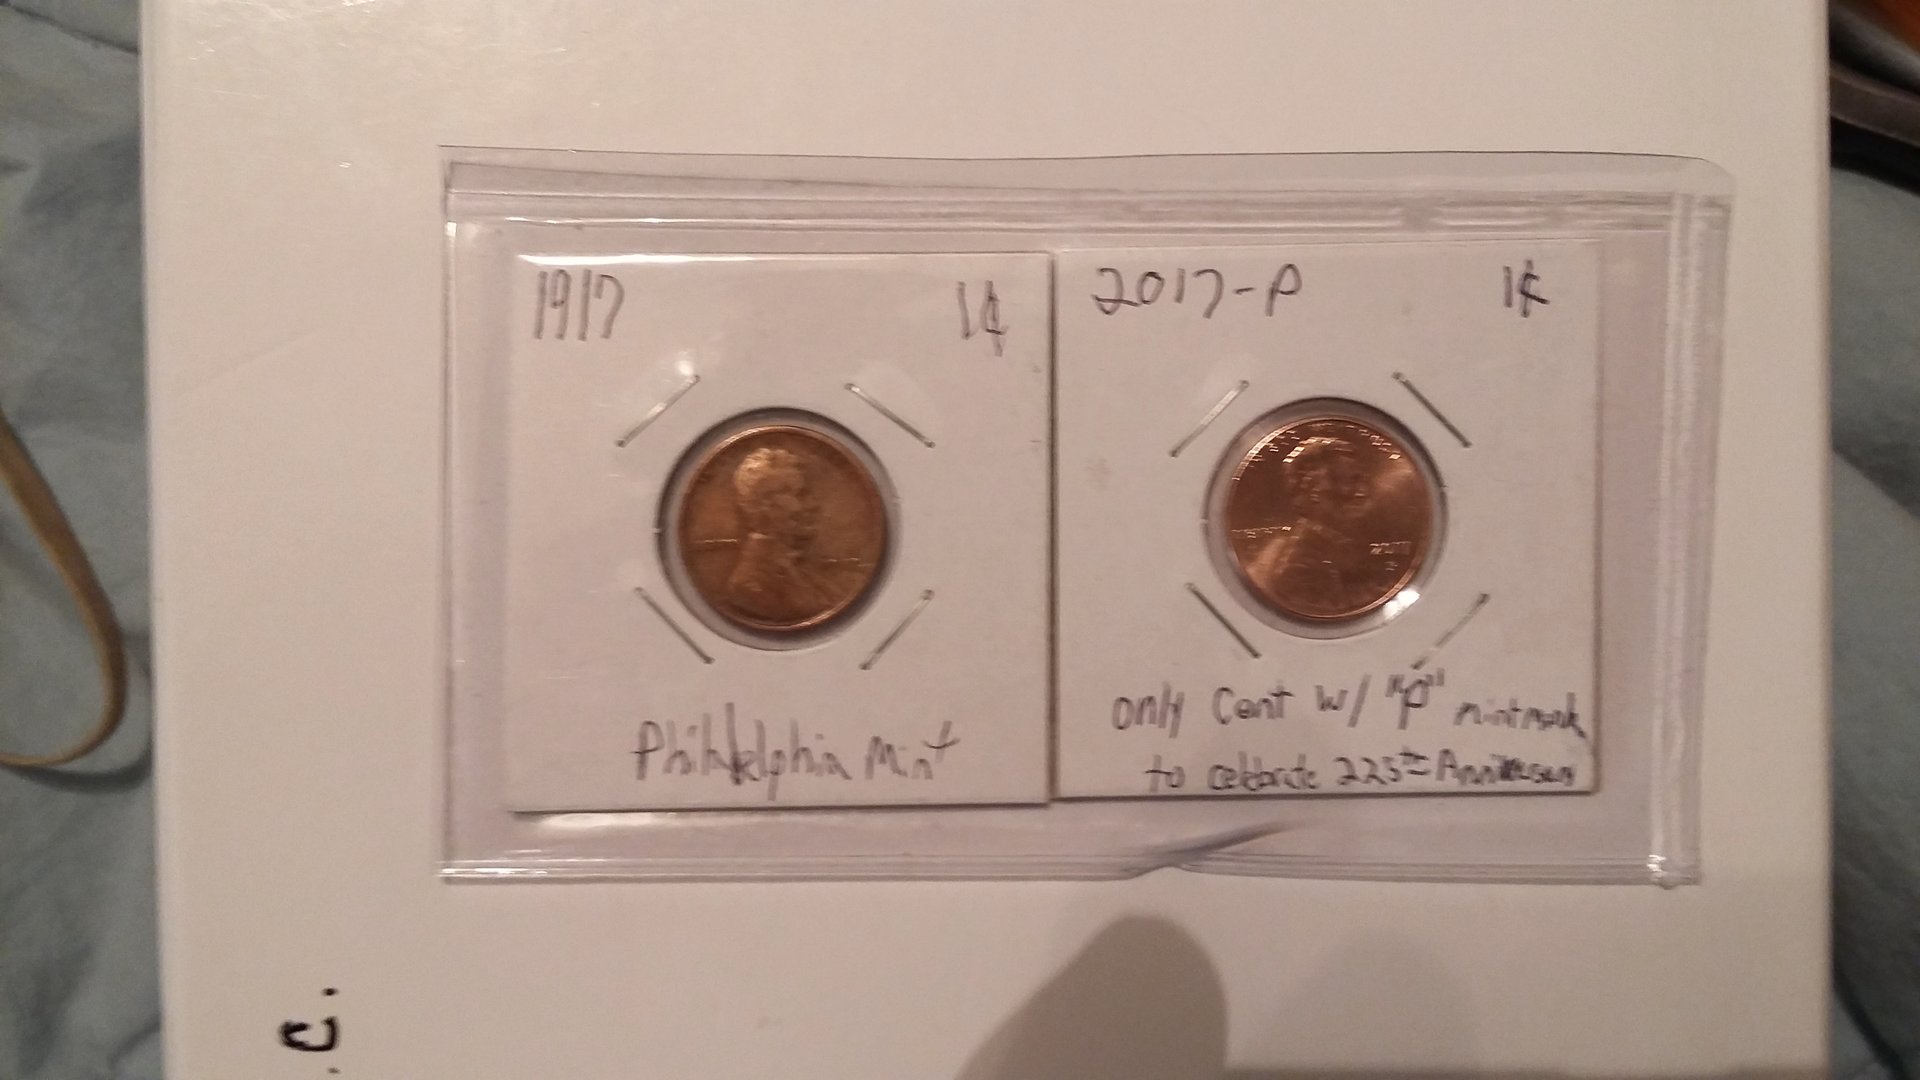 1917 1¢
Philadelphia Mint
2017-P 1¢
only Cent w/ "P" mintmark
to celebrate 225th Anniversary
C.